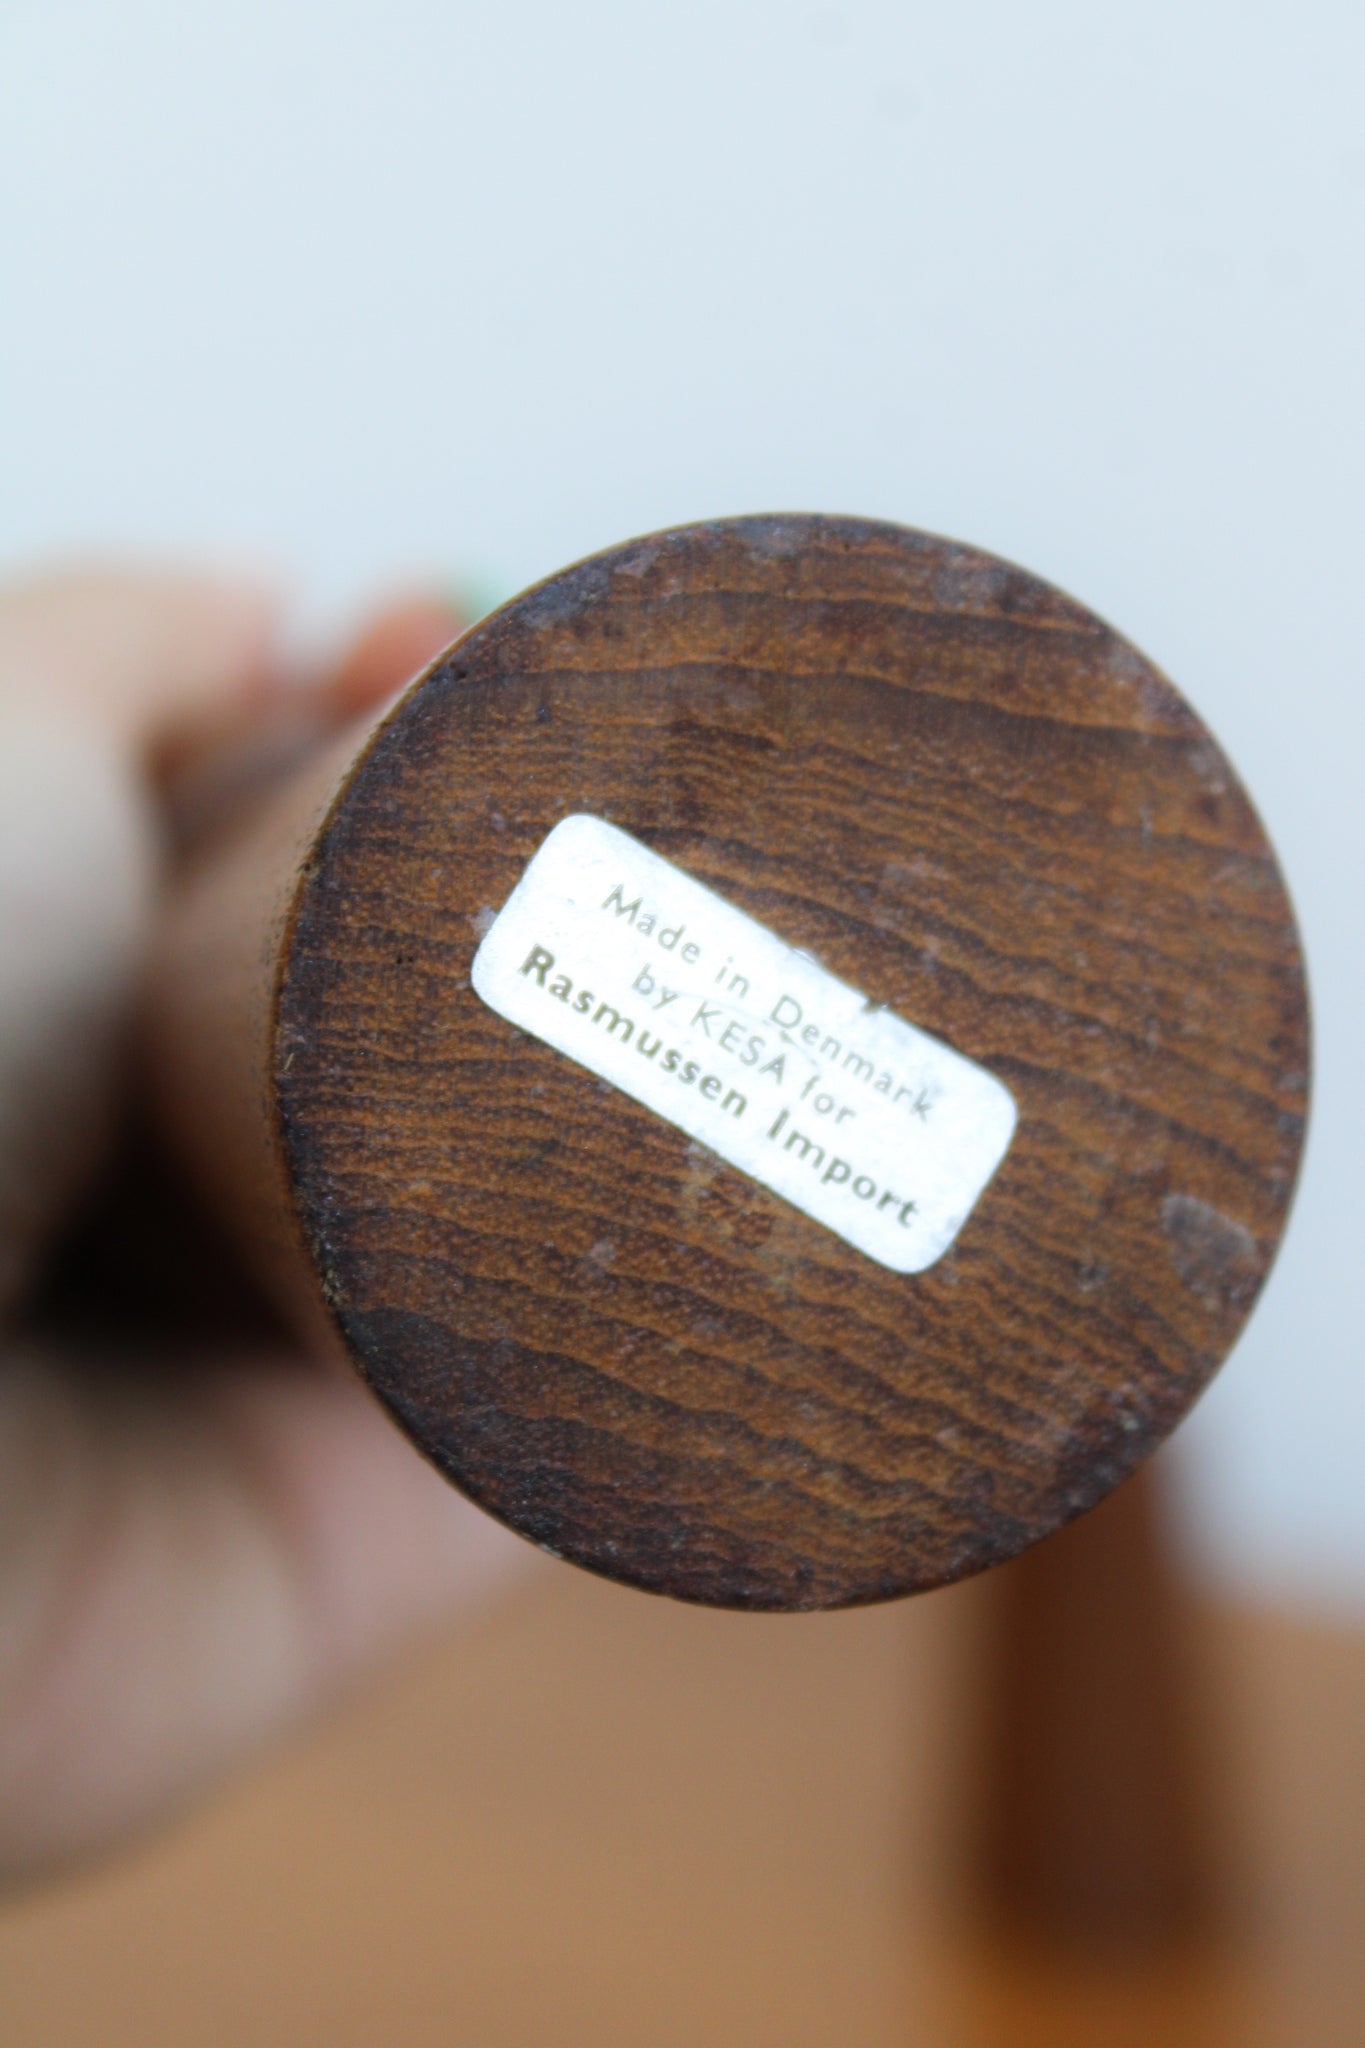 Made in Denmark
by KESA for
Rasmussen Import